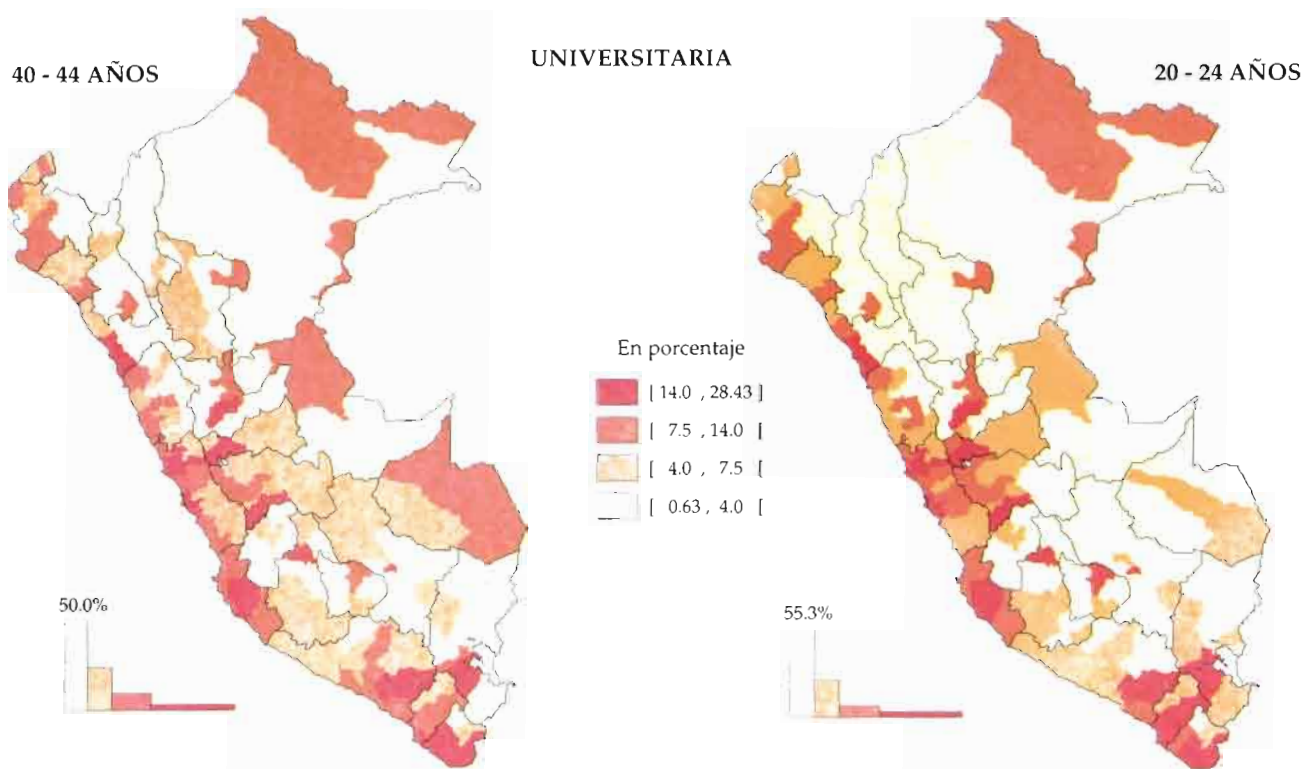 UNIVERSITARIA
40 - 44 AÑOS
20 - 24 AÑOS
En porcentaje
[ 14.0 , 28.43 ]
[ 7.5 , 14.0 [
[ 4.0 , 7.5 [
[ 0.63 , 4.0 [
50.0%
55.3%